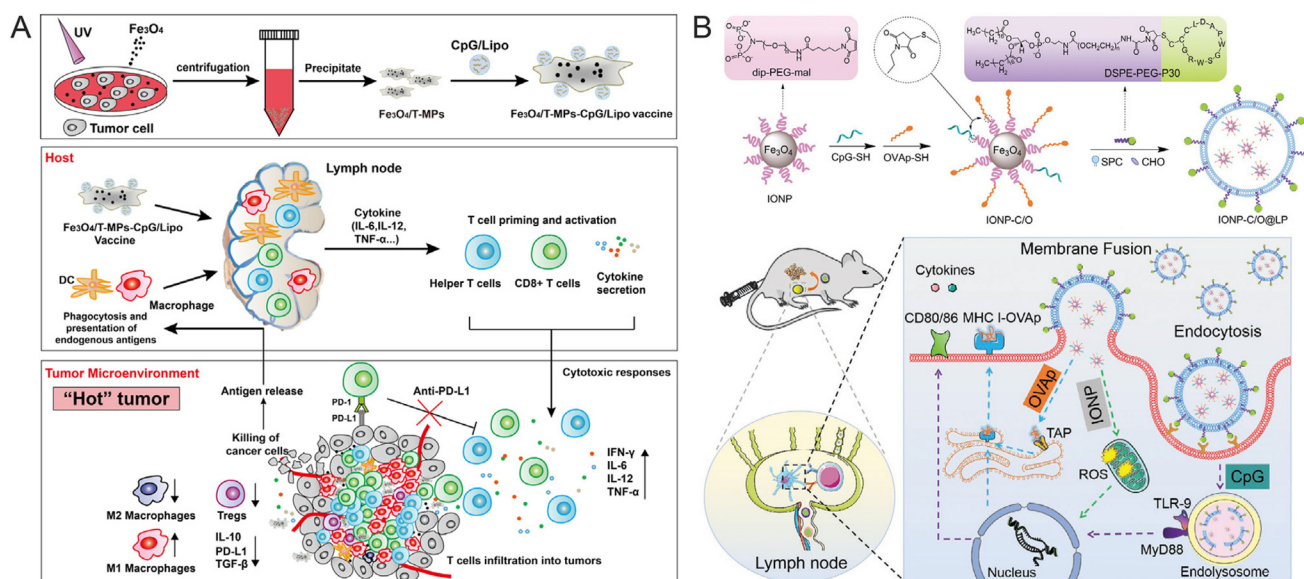 A
UV
Fe3O4
centrifugation
Precipitate
CpG/Lipo
Tumor cell
Fe3O4/T-MPs
Fe3O4/T-MPs-CpG/Lipo vaccine
Host
Lymph node
Fe3O4/T-MPs-CpG/Lipo
Vaccine
DC
Macrophage
Phagocytosis and
presentation of
endogenous antigens
Cytokine
(IL-6,IL-12,
TNF-α...)
T cell priming and activation
Helper T cells
CD8+ T cells
Cytokine
secretion
Tumor Microenvironment
"Hot" tumor
Antigen release
Killing of
cancer cells
PD-1
PD-L1
Anti-PD-L1
Cytotoxic responses
IFN-γ
IL-6
IL-12
TNF-α
M2 Macrophages
Tregs
M1 Macrophages
IL-10
PD-L1
TGF-β
T cells infiltration into tumors
B
dip-PEG-mal
DSPE-PEG-P30
Fe3O4
IONP
CpG-SH
OVAp-SH
Fe3O4
IONP-C/O
SPC
CHO
IONP-C/O@LP
Membrane Fusion
Cytokines
CD80/86
MHC I-OVAp
Endocytosis
OVAp
IONP
TAP
ROS
CpG
TLR-9
MyD88
Endolysosome
Nucleus
Lymph node